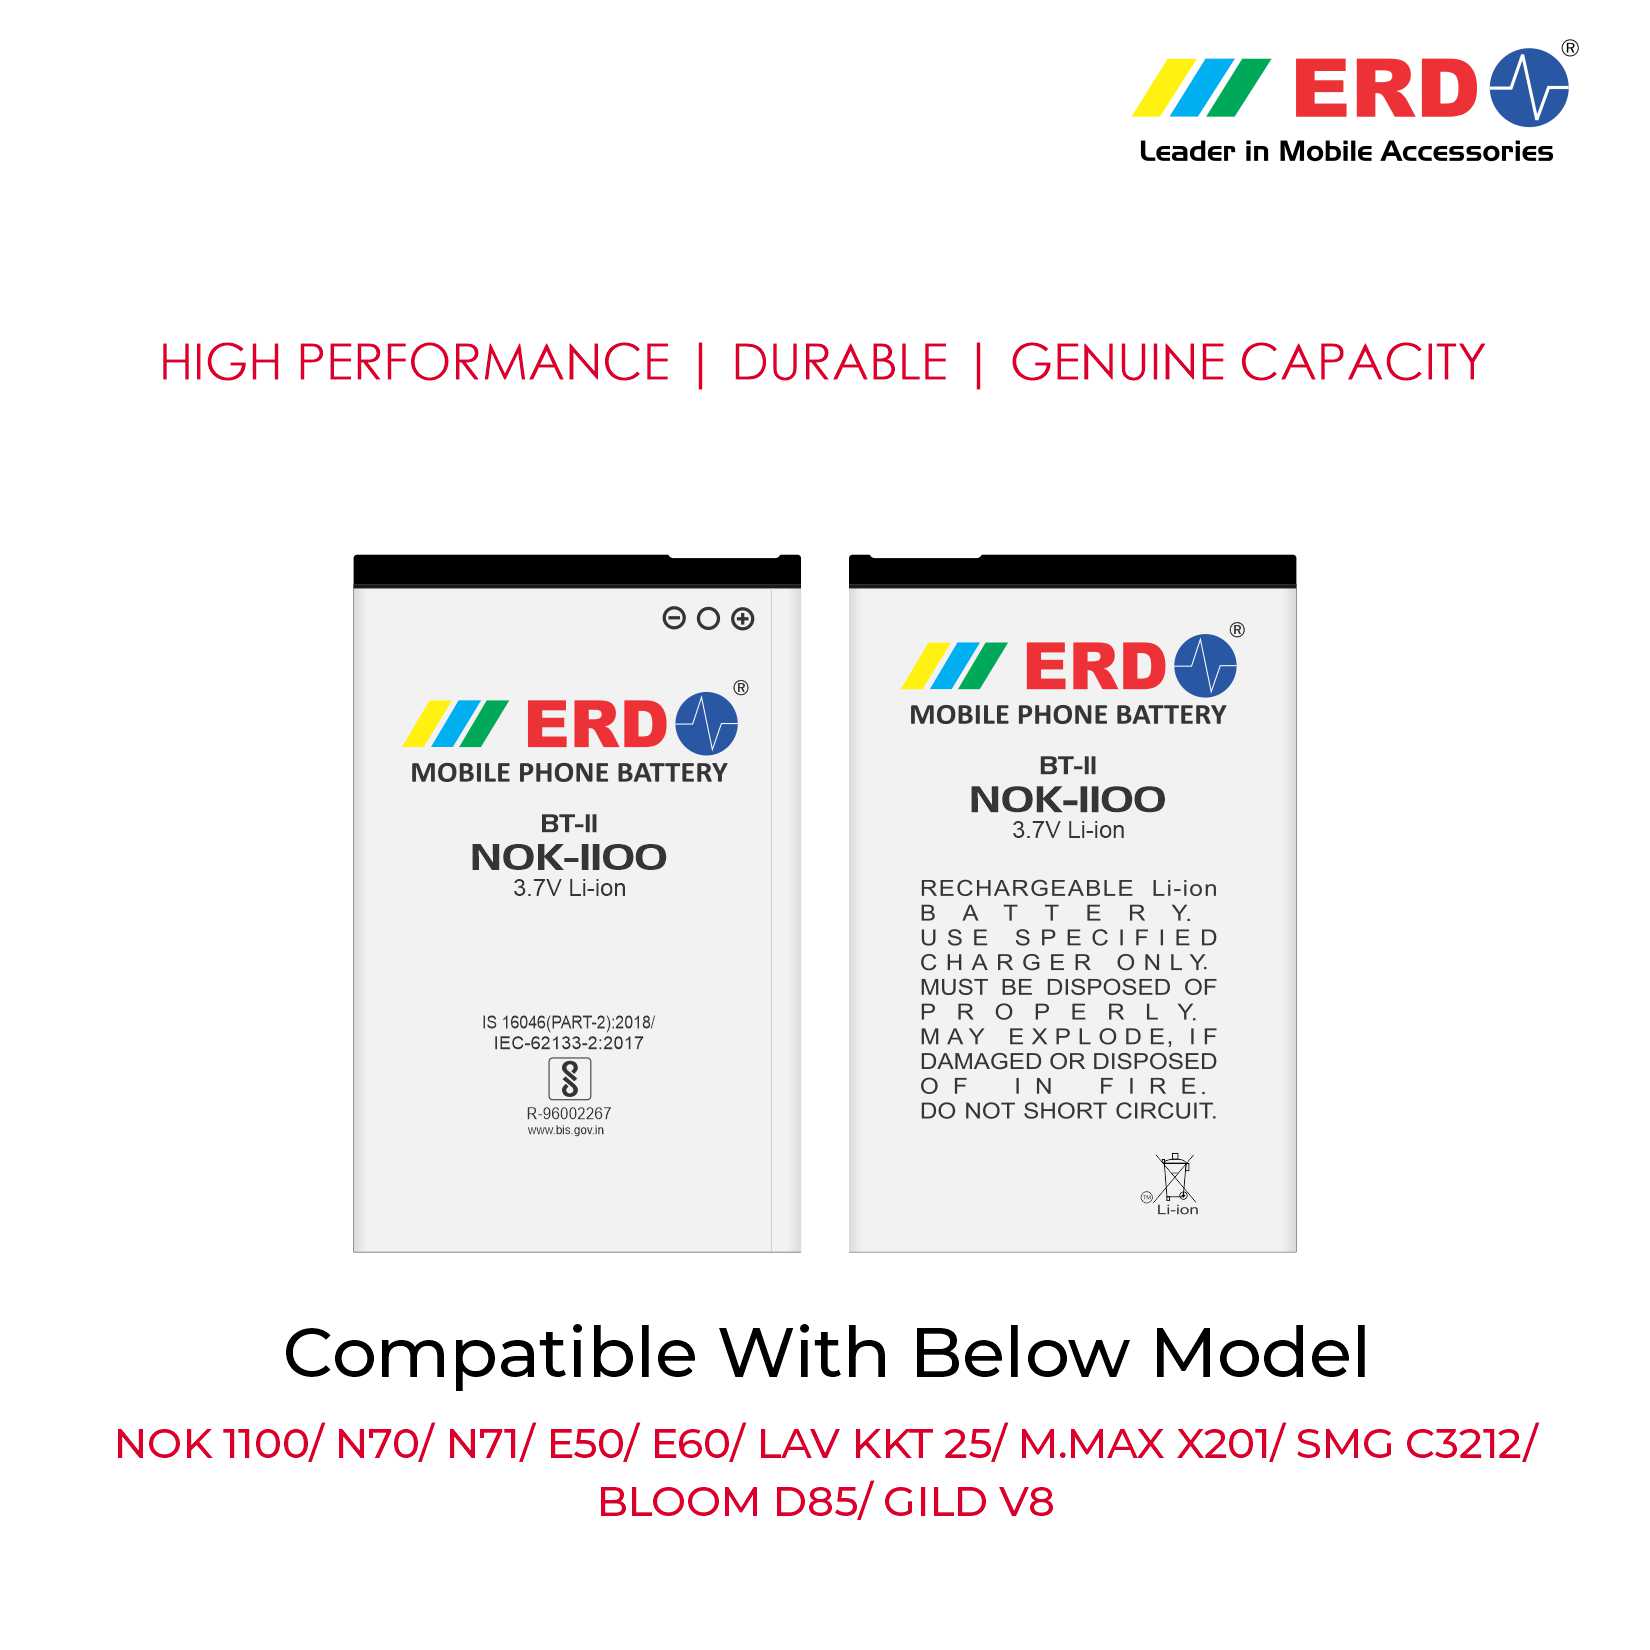 ERD ®
Leader in Mobile Accessories
HIGH PERFORMANCE | DURABLE | GENUINE CAPACITY
ERD ®
MOBILE PHONE BATTERY
BT-11
NOK-1100
3.7V Li-ion
IS 16046(PART-2):2018/
IEC-62133-2:2017
R-96002267
www.bis.gov.in
ERD ®
MOBILE PHONE BATTERY
BT-11
NOK-1100
3.7V Li-ion
RECHARGEABLE Li-ion
BATTERY.
USE SPECIFIED
CHARGER ONLY.
MUST BE DISPOSED OF
PROPERLY.
MAY EXPLODE, IF
DAMAGED OR DISPOSED
OF IN FIRE.
DO NOT SHORT CIRCUIT.
TM
Li-ion
Compatible With Below Model
NOK 1100/ N70/ N71/ E50/ E60/ LAV KKT 25/ M.MAX X201/ SMG C3212/
BLOOM D85/ GILD V8